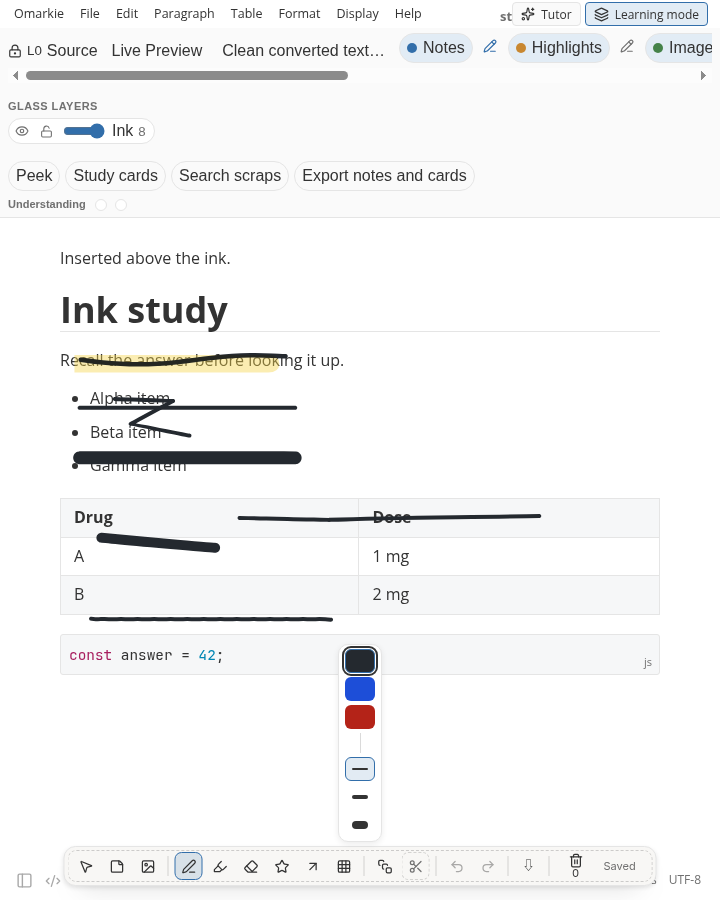 Omarkie File Edit Paragraph Table Format Display Help st Tutor Learning mode
L0 Source Live Preview Clean converted text… Notes Highlights Image
GLASS LAYERS
Ink 8
Peek Study cards Search scraps Export notes and cards
Understanding
Inserted above the ink.
Ink study
Recall the answer before looking it up.
Alpha item
Beta item
Gamma item
Drug Dose
A 1 mg
B 2 mg
const answer = 42;
js
0 Saved
s UTF-8